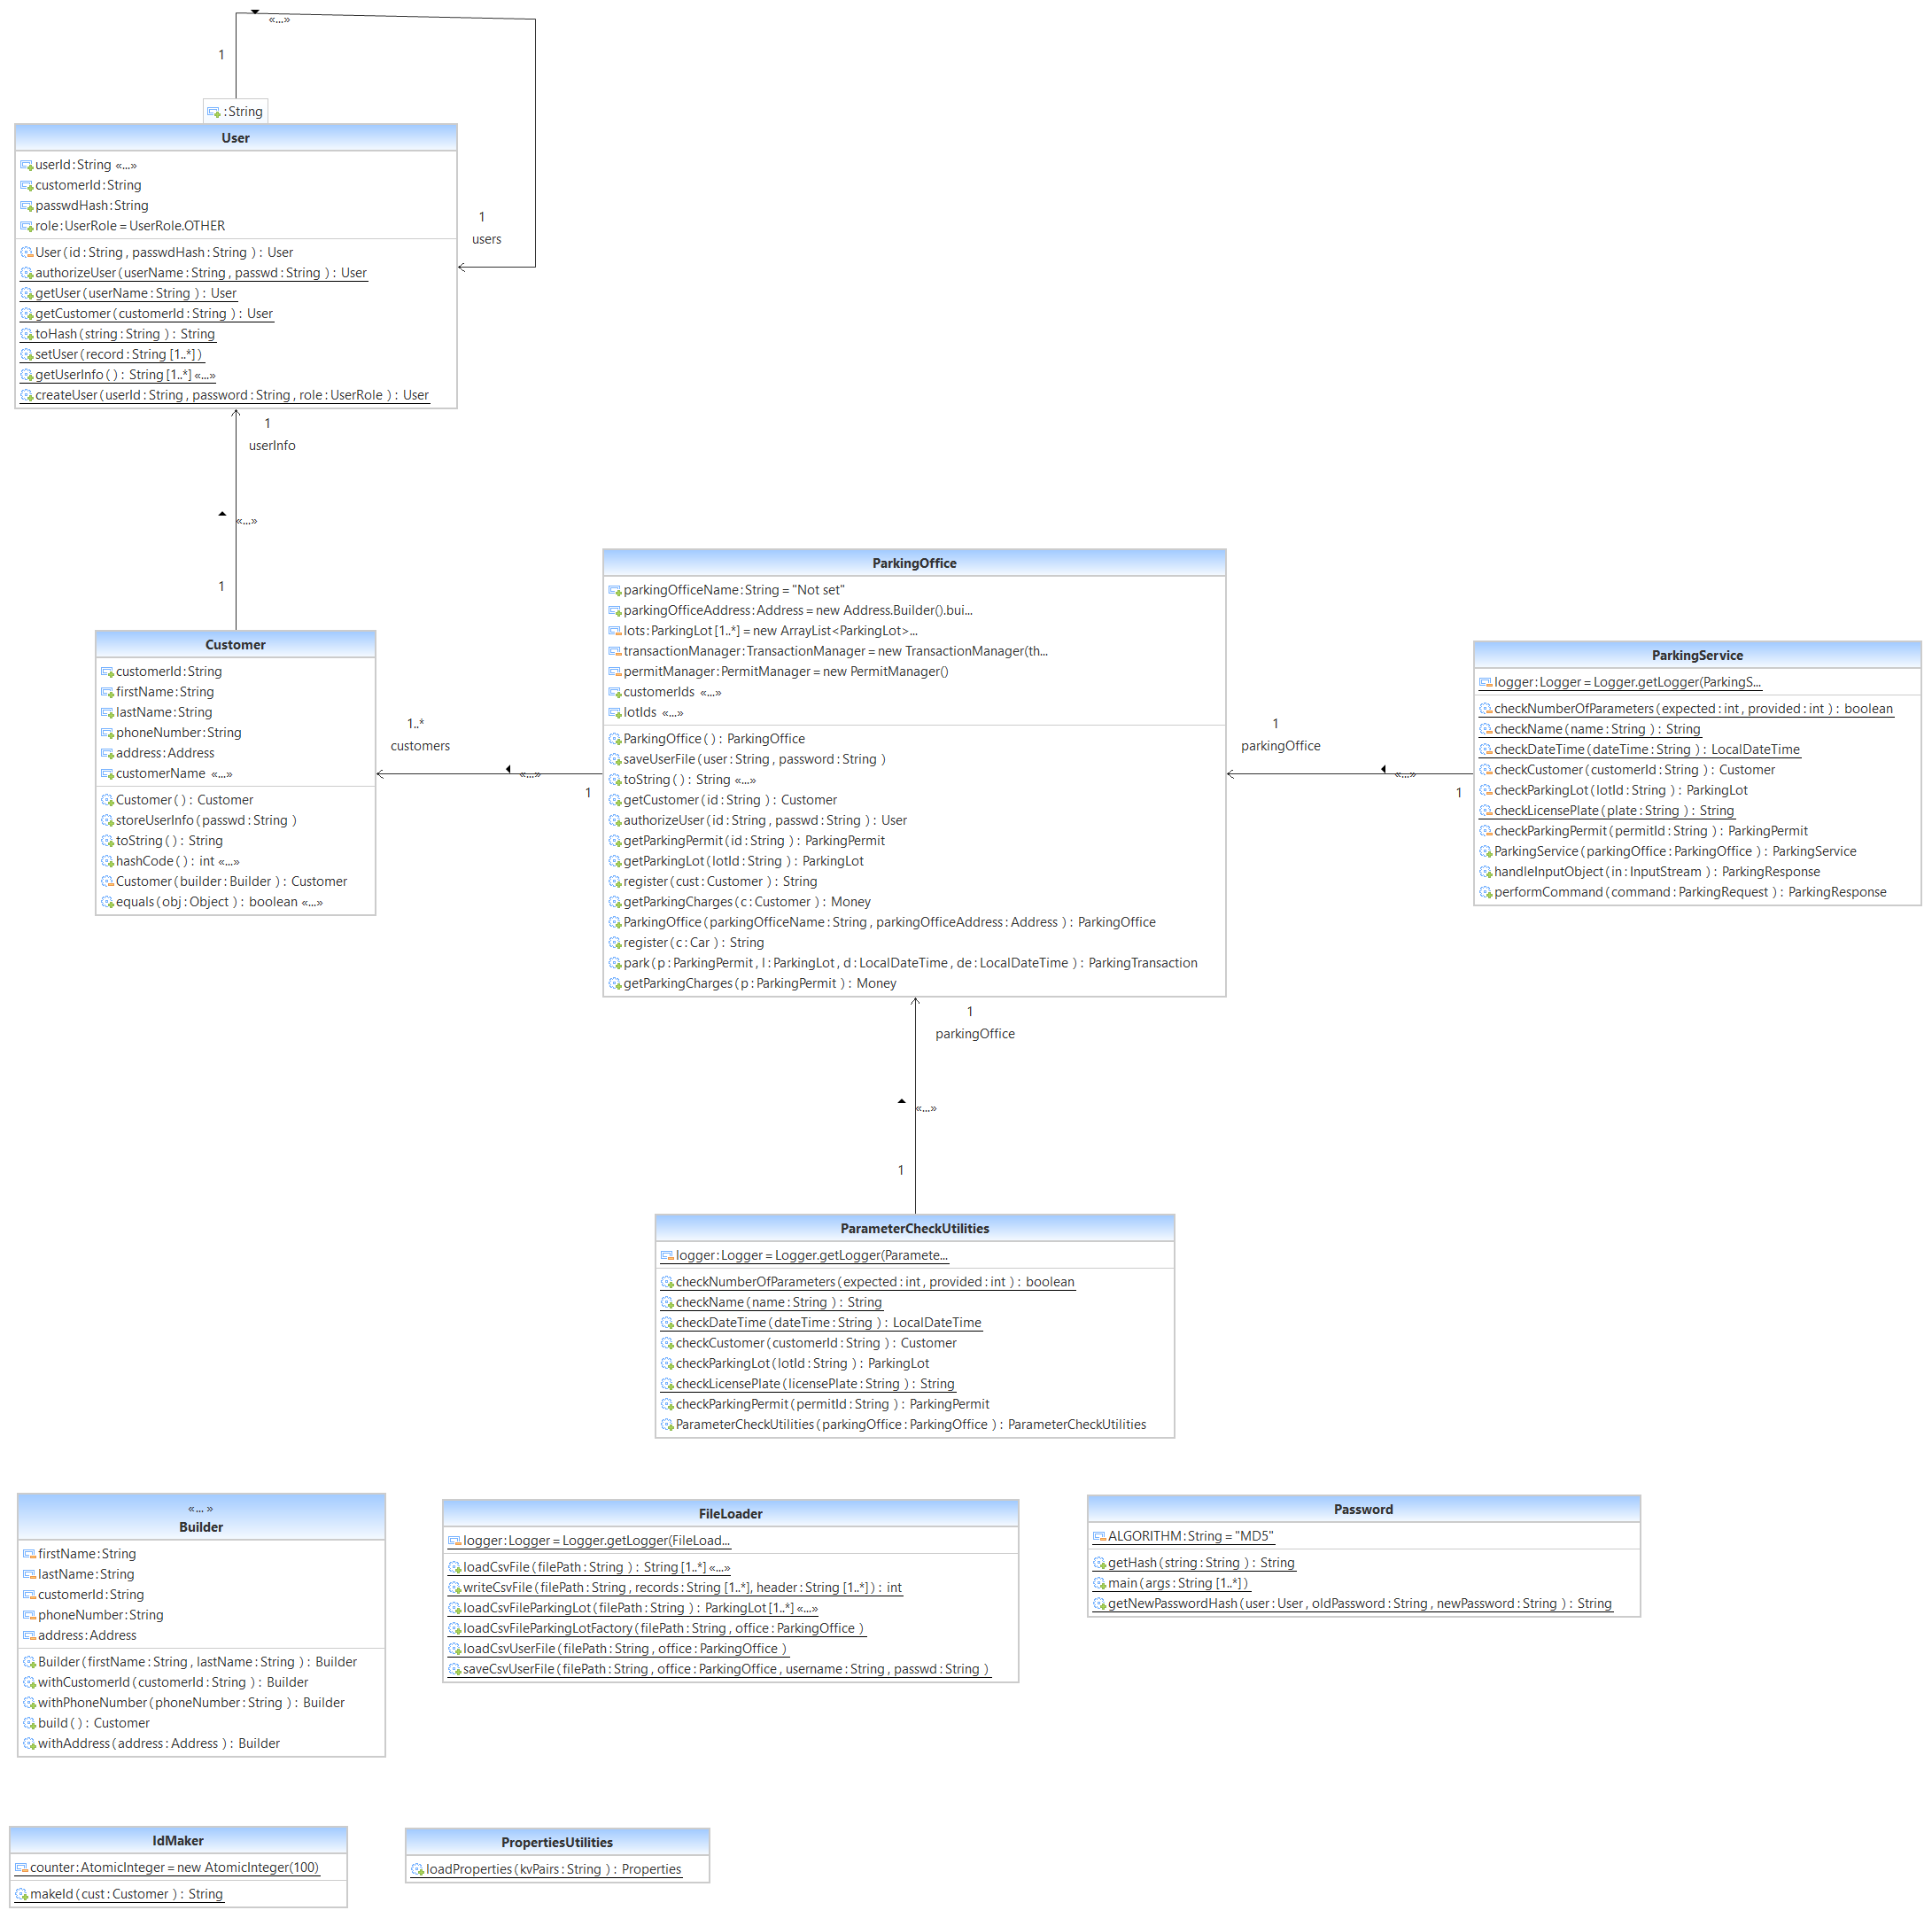 «...»
1
:String
User
userId:String «...»
customerId:String
passwdHash:String
role:UserRole = UserRole.OTHER
User(id:String, passwdHash:String ): User
authorizeUser(userName:String, passwd:String ): User
getUser(userName:String ): User
getCustomer(customerId:String ): User
toHash(string:String ): String
setUser(record:String [1..*])
getUserInfo( ): String[1..*] «...»
createUser(userId:String, password:String, role:UserRole ): User
1
users
1
userInfo
«...»
1
Customer
customerId:String
firstName:String
lastName:String
phoneNumber:String
address:Address
customerName «...»
Customer( ): Customer
storeUserInfo(passwd:String )
toString( ): String
hashCode( ): int «...»
Customer(builder:Builder ): Customer
equals(obj:Object ): boolean «...»
1..*
customers
«...»
1
ParkingOffice
parkingOfficeName:String = "Not set"
parkingOfficeAddress:Address = new Address.Builder().bui...
lots:ParkingLot [1..*] = new ArrayList<ParkingLot>...
transactionManager:TransactionManager = new TransactionManager(th...
permitManager:PermitManager = new PermitManager()
customerIds «...»
lotIds «...»
ParkingOffice( ): ParkingOffice
saveUserFile(user:String, password:String )
toString( ): String «...»
getCustomer(id:String ): Customer
authorizeUser(id:String, passwd:String ): User
getParkingPermit(id:String ): ParkingPermit
getParkingLot(lotId:String ): ParkingLot
register(cust:Customer ): String
getParkingCharges(c:Customer ): Money
ParkingOffice(parkingOfficeName:String, parkingOfficeAddress:Address ): ParkingOffice
register(c:Car ): String
park(p:ParkingPermit, l:ParkingLot, d:LocalDateTime, de:LocalDateTime ): ParkingTransaction
getParkingCharges(p:ParkingPermit ): Money
1
parkingOffice
«...»
1
ParkingService
logger:Logger = Logger.getLogger(ParkingS...
checkNumberOfParameters(expected:int, provided:int ): boolean
checkName(name:String ): String
checkDateTime(dateTime:String ): LocalDateTime
checkCustomer(customerId:String ): Customer
checkParkingLot(lotId:String ): ParkingLot
checkLicensePlate(plate:String ): String
checkParkingPermit(permitId:String ): ParkingPermit
ParkingService(parkingOffice:ParkingOffice ): ParkingService
handleInputObject(in:InputStream ): ParkingResponse
performCommand(command:ParkingRequest ): ParkingResponse
1
parkingOffice
«...»
1
ParameterCheckUtilities
logger:Logger = Logger.getLogger(Paramete...
checkNumberOfParameters(expected:int, provided:int ): boolean
checkName(name:String ): String
checkDateTime(dateTime:String ): LocalDateTime
checkCustomer(customerId:String ): Customer
checkParkingLot(lotId:String ): ParkingLot
checkLicensePlate(licensePlate:String ): String
checkParkingPermit(permitId:String ): ParkingPermit
ParameterCheckUtilities(parkingOffice:ParkingOffice ): ParameterCheckUtilities
«... »
Builder
firstName:String
lastName:String
customerId:String
phoneNumber:String
address:Address
Builder(firstName:String, lastName:String ): Builder
withCustomerId(customerId:String ): Builder
withPhoneNumber(phoneNumber:String ): Builder
build( ): Customer
withAddress(address:Address ): Builder
FileLoader
logger:Logger = Logger.getLogger(FileLoad...
loadCsvFile(filePath:String ): String[1..*] «...»
writeCsvFile(filePath:String, records:String [1..*], header:String [1..*]): int
loadCsvFileParkingLot(filePath:String ): ParkingLot[1..*] «...»
loadCsvFileParkingLotFactory(filePath:String, office:ParkingOffice )
loadCsvUserFile(filePath:String, office:ParkingOffice )
saveCsvUserFile(filePath:String, office:ParkingOffice, username:String, passwd:String )
Password
ALGORITHM:String = "MD5"
getHash(string:String ): String
main(args:String [1..*])
getNewPasswordHash(user:User, oldPassword:String, newPassword:String ): String
IdMaker
counter:AtomicInteger = new AtomicInteger(100)
makeId(cust:Customer ): String
PropertiesUtilities
loadProperties(kvPairs:String ): Properties